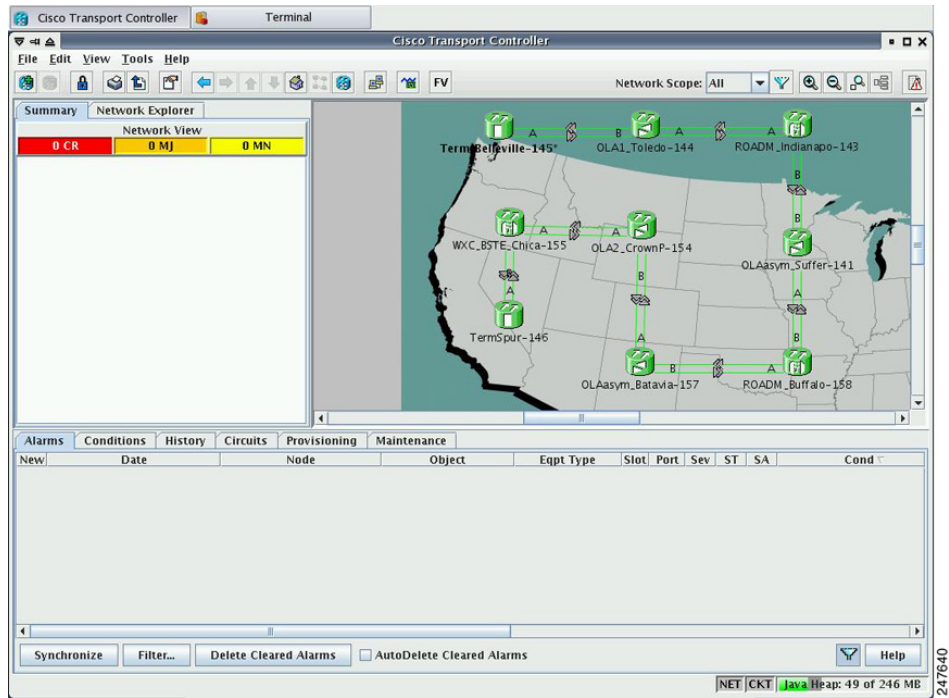 Cisco Transport Controller
Terminal
Cisco Transport Controller
File Edit View Tools Help
FV
Network Scope: All
Summary
Network Explorer
Network View
0 CR
0 MJ
0 MN
A B A A
Term_Belleville-145*
OLA1_Toledo-144
ROADM_Indianapo-143
B
B
A A
WXC_BSTE_Chica-155
OLA2_CrownP-154
OLAasym_Suffer-141
B
B
A
A
TermSpur-146
A
B
B A
OLAasym_Batavia-157
ROADM_Buffalo-158
Alarms Conditions History Circuits Provisioning Maintenance
New Date Node Object Eqpt Type Slot Port Sev ST SA Cond
Synchronize
Filter...
Delete Cleared Alarms
AutoDelete Cleared Alarms
Help
NET CKT Java Heap: 49 of 246 MB
247640